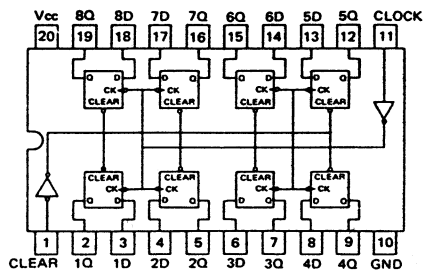 Vcc 8Q 8D 7D 7Q 6Q 6D 5D 5Q CLOCK
20 19 18 17 16 15 14 13 12 11
Q D D Q Q D D Q
CK CK CK CK
CLEAR CLEAR CLEAR CLEAR
CLEAR CLEAR CLEAR CLEAR
CK CK CK CK
Q D D Q Q D D Q
1 2 3 4 5 6 7 8 9 10
CLEAR 1Q 1D 2D 2Q 3D 3Q 4D 4Q GND